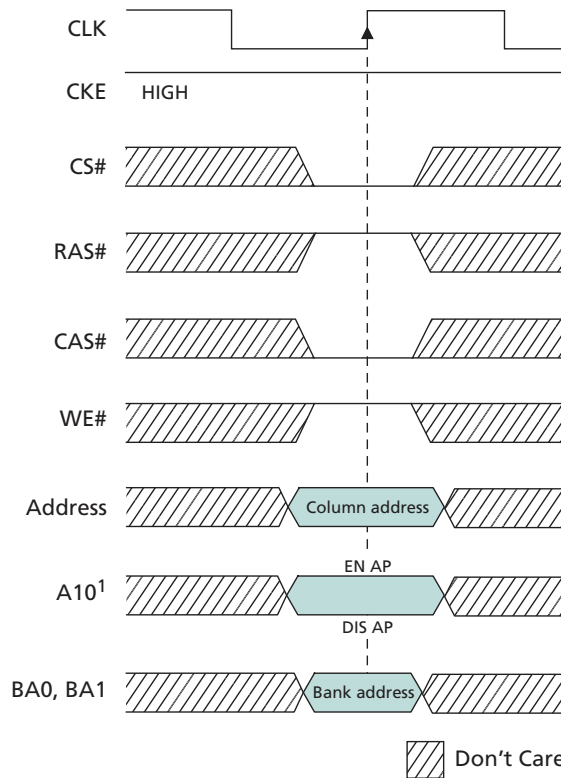 CLK
CKE HIGH
CS#
RAS#
CAS#
WE#
Address Column address
EN AP
A10¹
DIS AP
BA0, BA1 Bank address
Don't Care